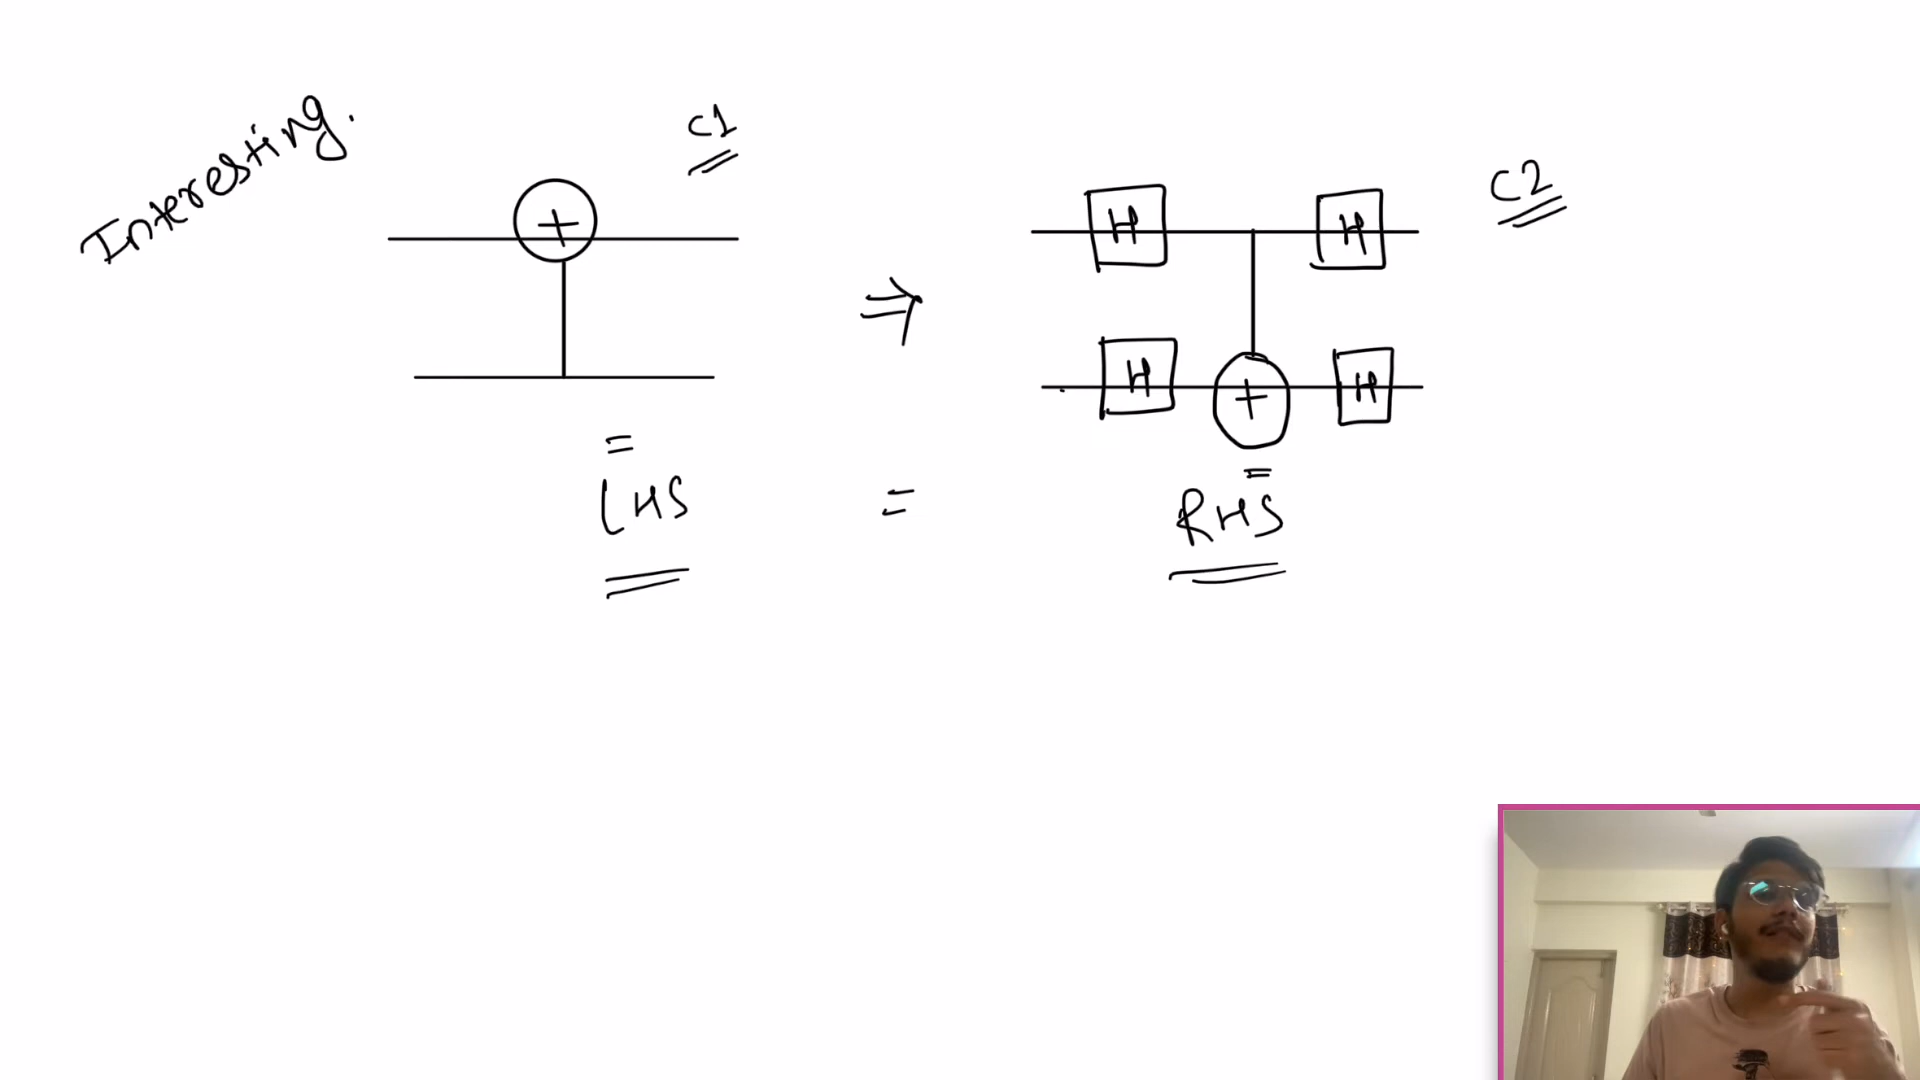 Interesting.
C1
+
⇒
C2
H
H
H
+
H
=
LHS
=
=
RHS